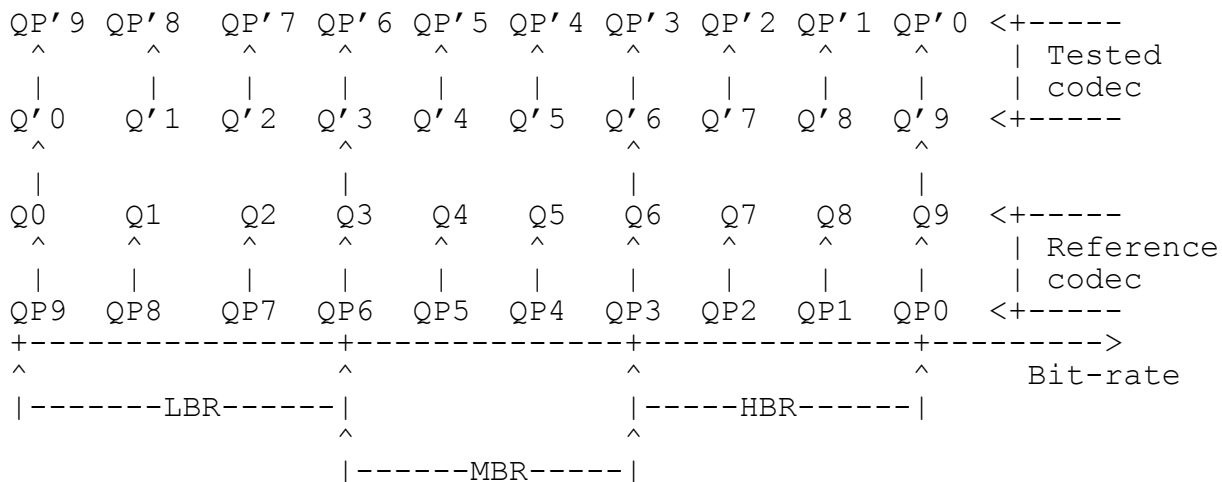 QP'9 QP'8  QP'7 QP'6 QP'5 QP'4 QP'3 QP'2 QP'1 QP'0 <+-----
 ^     ^    ^    ^    ^    ^    ^    ^    ^    ^    | Tested
 |     |    |    |    |    |    |    |    |    |    | codec
Q'0   Q'1  Q'2  Q'3  Q'4  Q'5  Q'6  Q'7  Q'8  Q'9  <+-----
 ^               ^              ^              ^
 |               |              |              |
Q0    Q1    Q2   Q3   Q4   Q5   Q6   Q7   Q8   Q9  <+-----
 ^    ^     ^    ^    ^    ^    ^    ^    ^    ^    | Reference
 |    |     |    |    |    |    |    |    |    |    | codec
QP9  QP8   QP7  QP6  QP5  QP4  QP3  QP2  QP1  QP0  <+-----
+----------------+--------------+--------------+--------->
^                ^              ^              ^     Bit-rate
|-------LBR------|              |-----HBR------|
                 ^              ^
                 |------MBR-----|